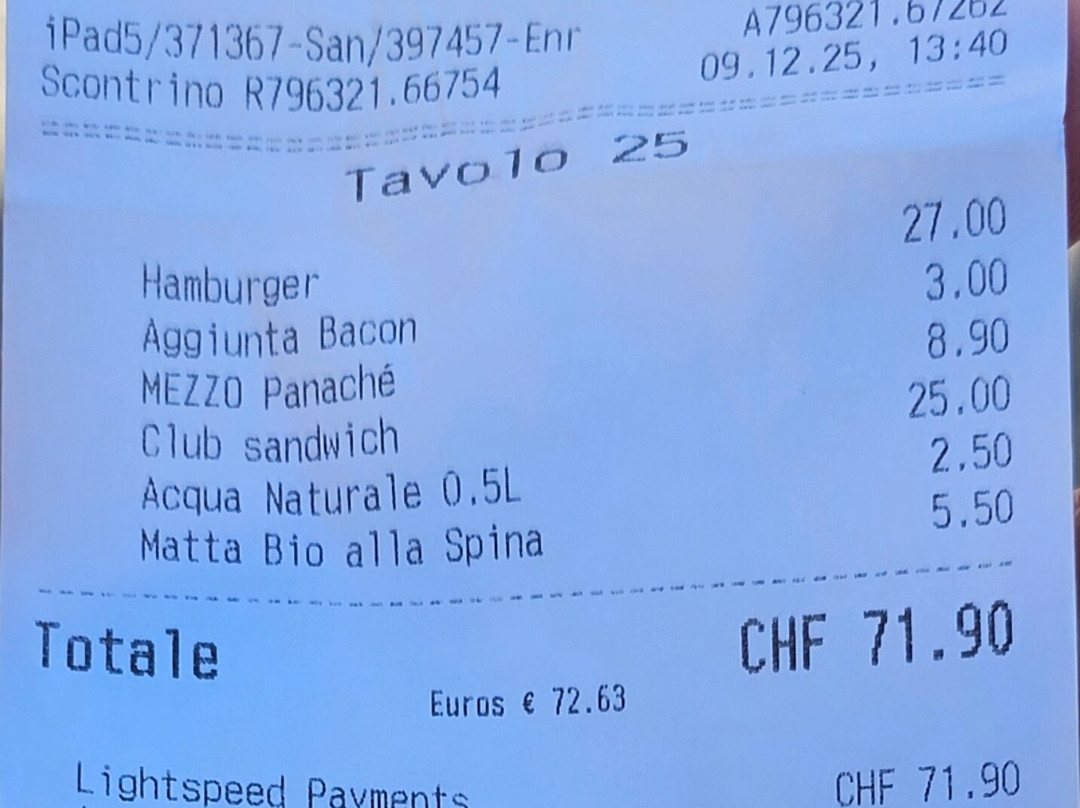 iPad5/371367-San/397457-Enr A796321.67262
Scontrino R796321.66754 09.12.25, 13:40
Tavolo 25
Hamburger 27.00
Aggiunta Bacon 3.00
MEZZO Panaché 8.90
Club sandwich 25.00
Acqua Naturale 0.5L 2.50
Matta Bio alla Spina 5.50
Totale CHF 71.90
Euros € 72.63
Lightspeed Payments CHF 71.90